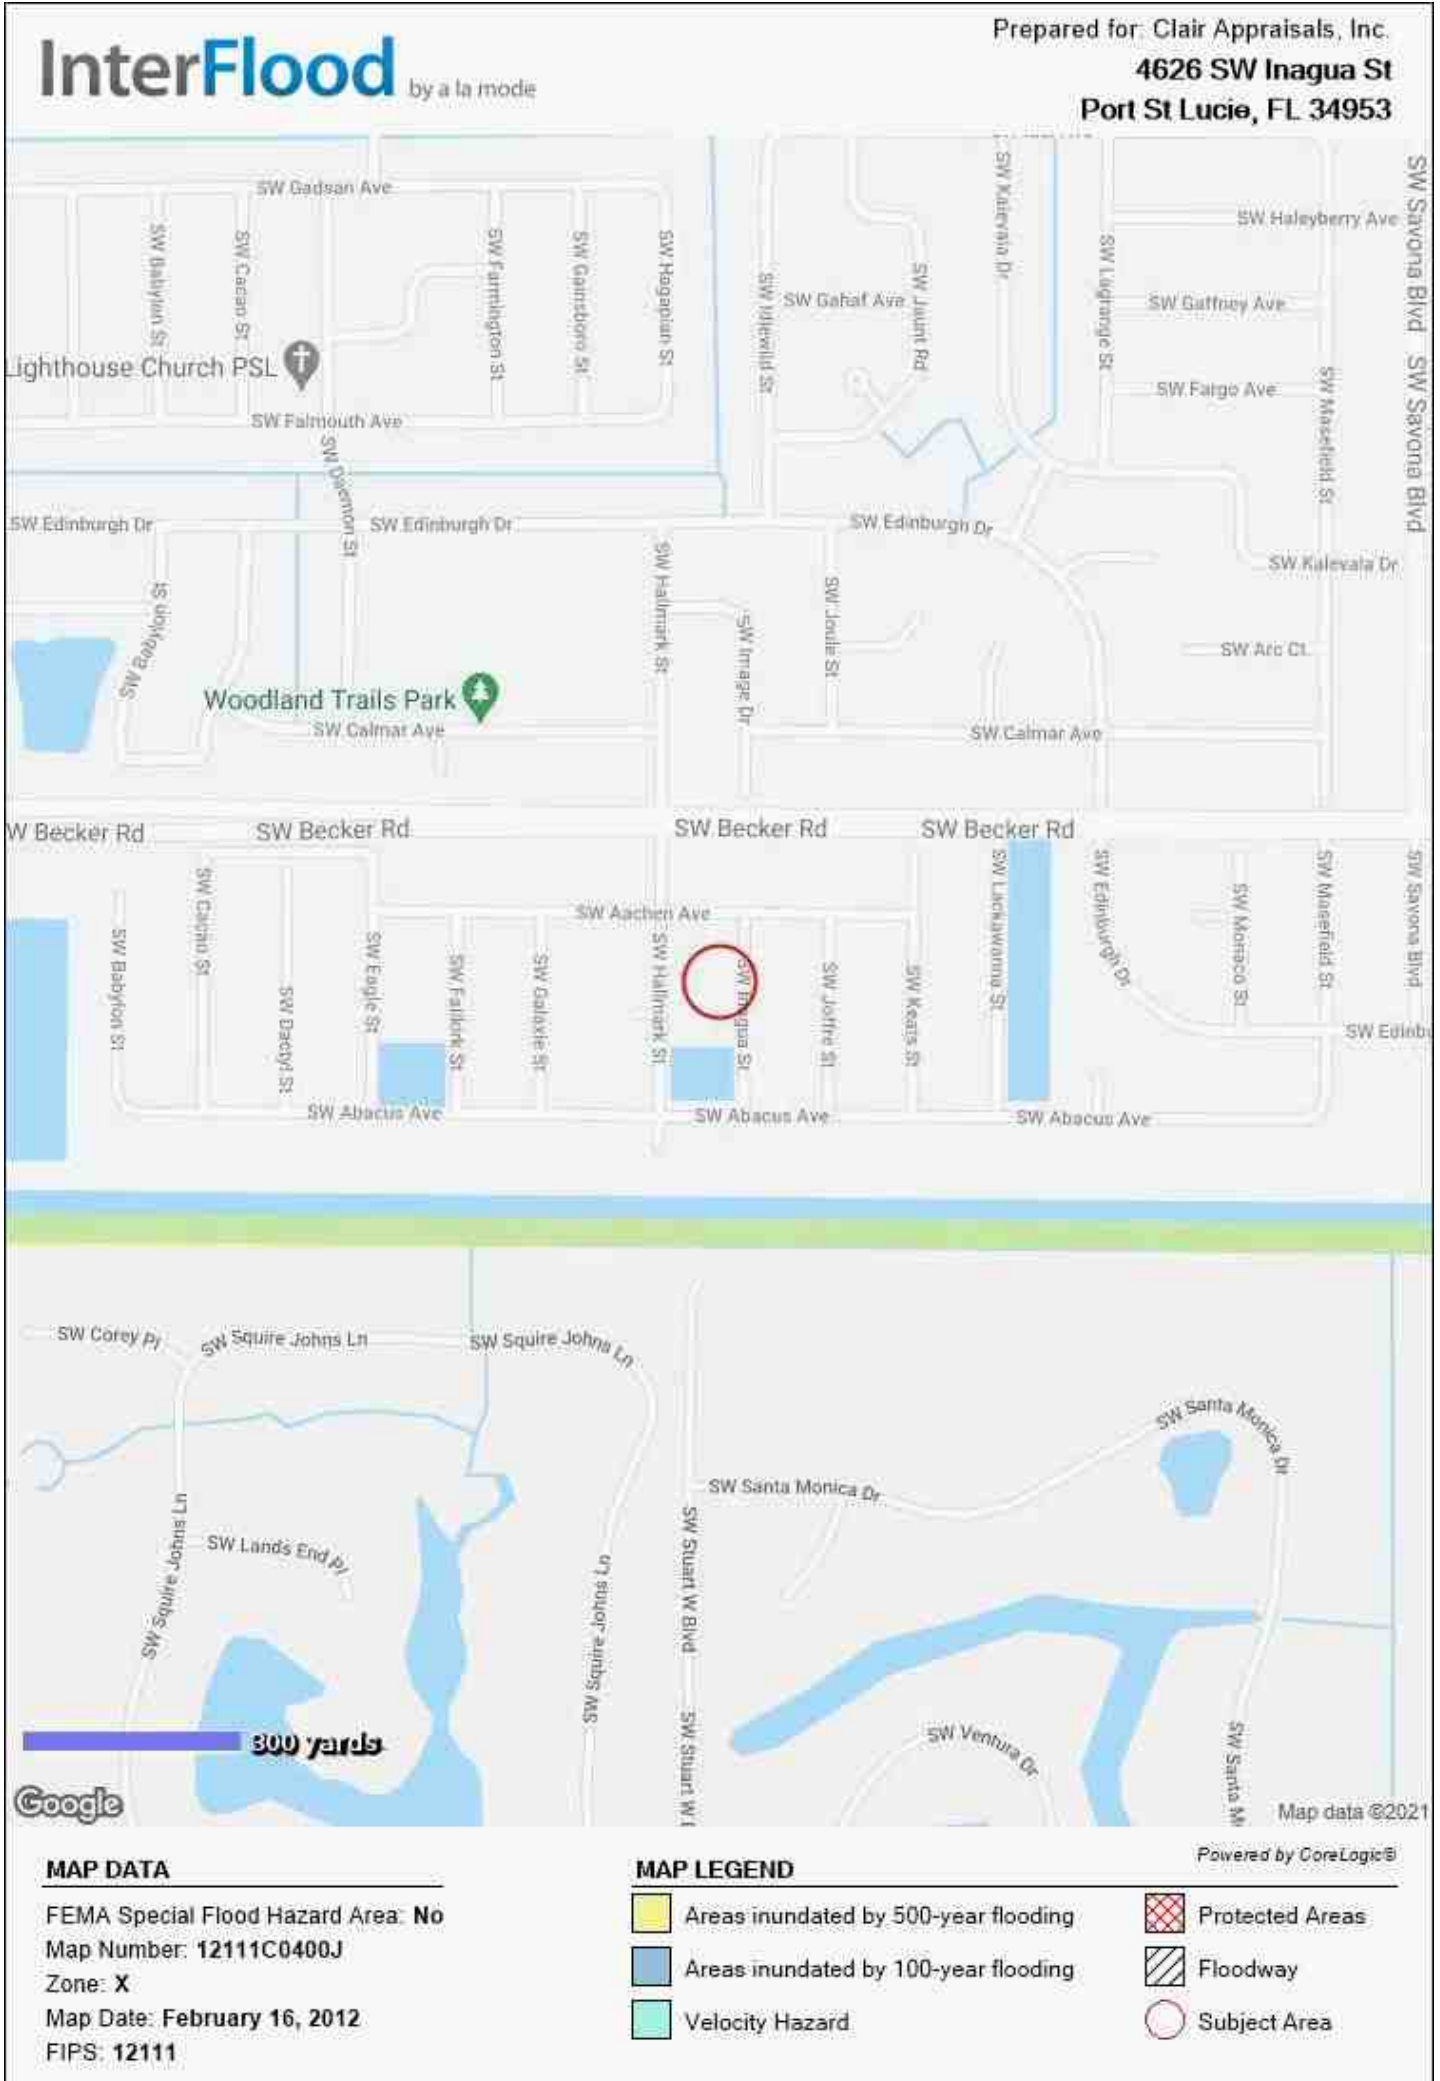 InterFlood by a la mode
Prepared for: Clair Appraisals, Inc.
4626 SW Inagua St
Port St Lucie, FL 34953
SW Gadsan Ave
SW Haleyberry Ave
SW Savona Blvd
SW Babylon St
SW Cacao St
SW Farmington St
SW Gainsboro St
SW Hagapian St
SW Idlewild St
SW Gahaf Ave
SW Jaunt Rd
SW Kalevala Dr
SW Lagrange St
SW Gaffney Ave
Lighthouse Church PSL
SW Fargo Ave
SW Masefield St
SW Savona Blvd
SW Falmouth Ave
SW Daemon St
SW Edinburgh Dr
SW Edinburgh Dr
SW Edinburgh Dr
SW Kalevala Dr
SW Babylon St
SW Hallmark St
SW Image Dr
SW Joule St
SW Arc Ct
Woodland Trails Park
SW Calmar Ave
SW Calmar Ave
W Becker Rd
SW Becker Rd
SW Becker Rd
SW Becker Rd
SW Aachen Ave
SW Babylon St
SW Cacao St
SW Dactyl St
SW Eagle St
SW Fallork St
SW Galaxie St
SW Hallmark St
SW Inagua St
SW Joffre St
SW Keats St
SW Lackawanna St
SW Edinburgh Dr
SW Monaco St
SW Masefield St
SW Savona Blvd
SW Edinbu
SW Abacus Ave
SW Abacus Ave
SW Abacus Ave
SW Corey Pl
SW Squire Johns Ln
SW Squire Johns Ln
SW Santa Monica Dr
SW Santa Monica Dr
SW Squire Johns Ln
SW Lands End Pl
SW Squire Johns Ln
SW Stuart W Blvd
SW Stuart W
SW Ventura Dr
SW Santa M
300 yards
Google
Map data ©2021
Powered by CoreLogic®
MAP DATA
FEMA Special Flood Hazard Area: No
Map Number: 12111C0400J
Zone: X
Map Date: February 16, 2012
FIPS: 12111
MAP LEGEND
Areas inundated by 500-year flooding
Areas inundated by 100-year flooding
Velocity Hazard
Protected Areas
Floodway
Subject Area